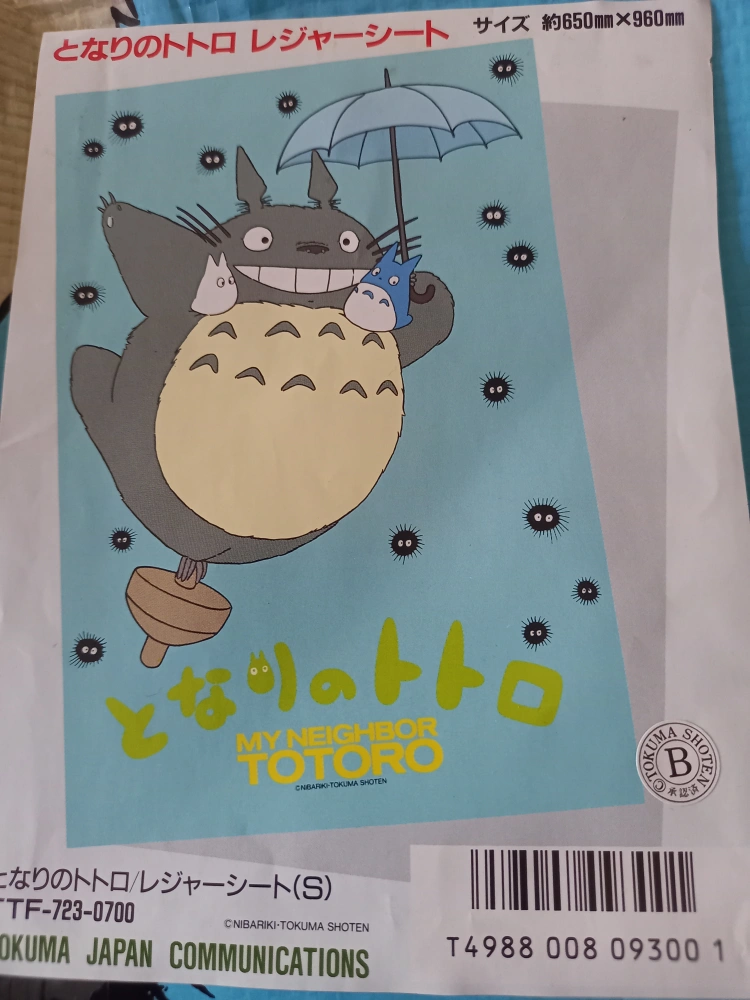 となりのトトロ レジャーシート
サイズ 約650㎜×960㎜
となりのトトロ
MY NEIGHBOR
TOTORO
©NIBARIKI・TOKUMA SHOTEN
©TOKUMA SHOTEN
B
承認済
となりのトトロ/レジャーシート(S)
TTF-723-0700
©NIBARIKI・TOKUMA SHOTEN
TOKUMA JAPAN COMMUNICATIONS
T4988 008 09300 1